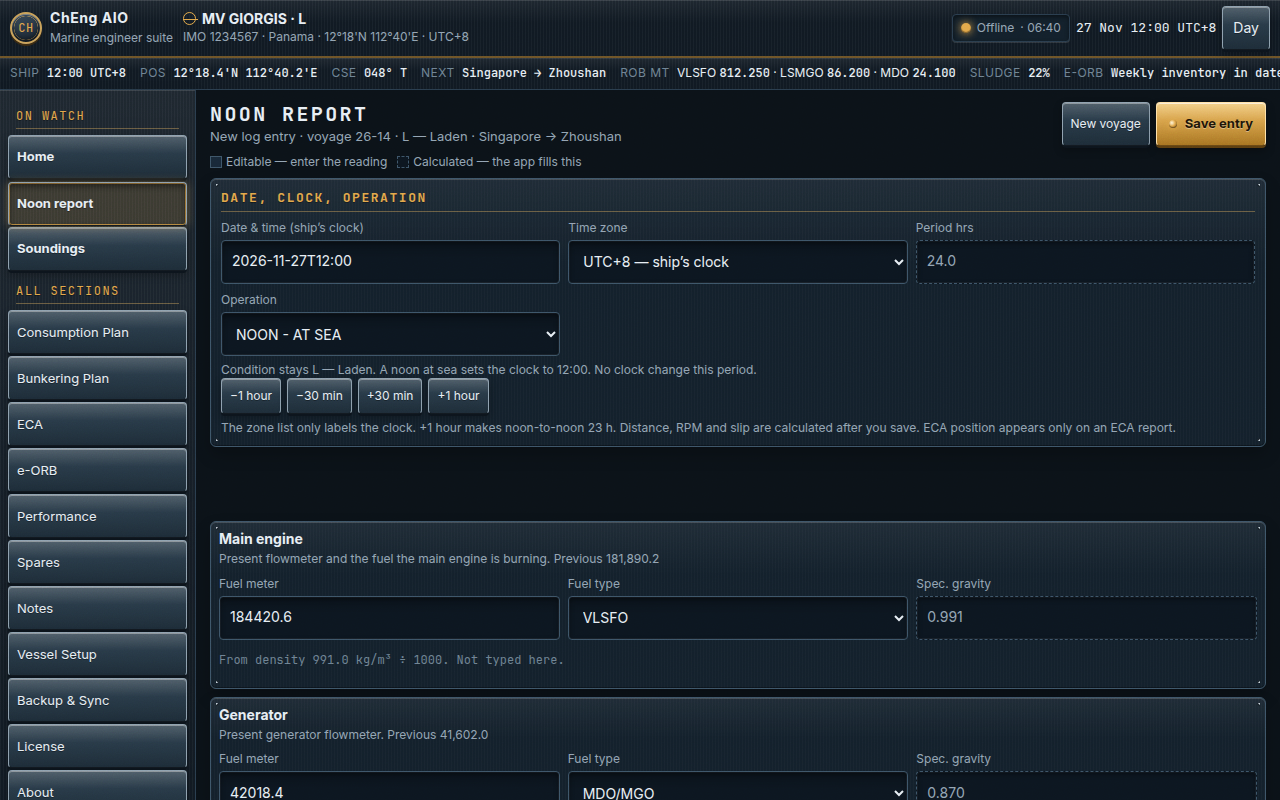 CH
ChEng AIO
Marine engineer suite
MV GIORGIS · L
IMO 1234567 · Panama · 12°18'N 112°40'E · UTC+8
Offline · 06:40
27 Nov 12:00 UTC+8
Day
SHIP 12:00 UTC+8 POS 12°18.4'N 112°40.2'E CSE 048° T NEXT Singapore → Zhoushan ROB MT VLSFO 812.250 · LSMGO 86.200 · MDO 24.100 SLUDGE 22% E-ORB Weekly inventory in date
ON WATCH
Home
Noon report
Soundings
ALL SECTIONS
Consumption Plan
Bunkering Plan
ECA
e-ORB
Performance
Spares
Notes
Vessel Setup
Backup & Sync
License
About
NOON REPORT
New log entry · voyage 26-14 · L — Laden · Singapore → Zhoushan
New voyage
Save entry
Editable — enter the reading
Calculated — the app fills this
DATE, CLOCK, OPERATION
Date & time (ship's clock)
Time zone
Period hrs
2026-11-27T12:00
UTC+8 — ship's clock
24.0
Operation
NOON - AT SEA
Condition stays L — Laden. A noon at sea sets the clock to 12:00. No clock change this period.
−1 hour
−30 min
+30 min
+1 hour
The zone list only labels the clock. +1 hour makes noon-to-noon 23 h. Distance, RPM and slip are calculated after you save. ECA position appears only on an ECA report.
Main engine
Present flowmeter and the fuel the main engine is burning. Previous 181,890.2
Fuel meter
Fuel type
Spec. gravity
184420.6
VLSFO
0.991
From density 991.0 kg/m³ ÷ 1000. Not typed here.
Generator
Present generator flowmeter. Previous 41,602.0
Fuel meter
Fuel type
Spec. gravity
42018.4
MDO/MGO
0.870